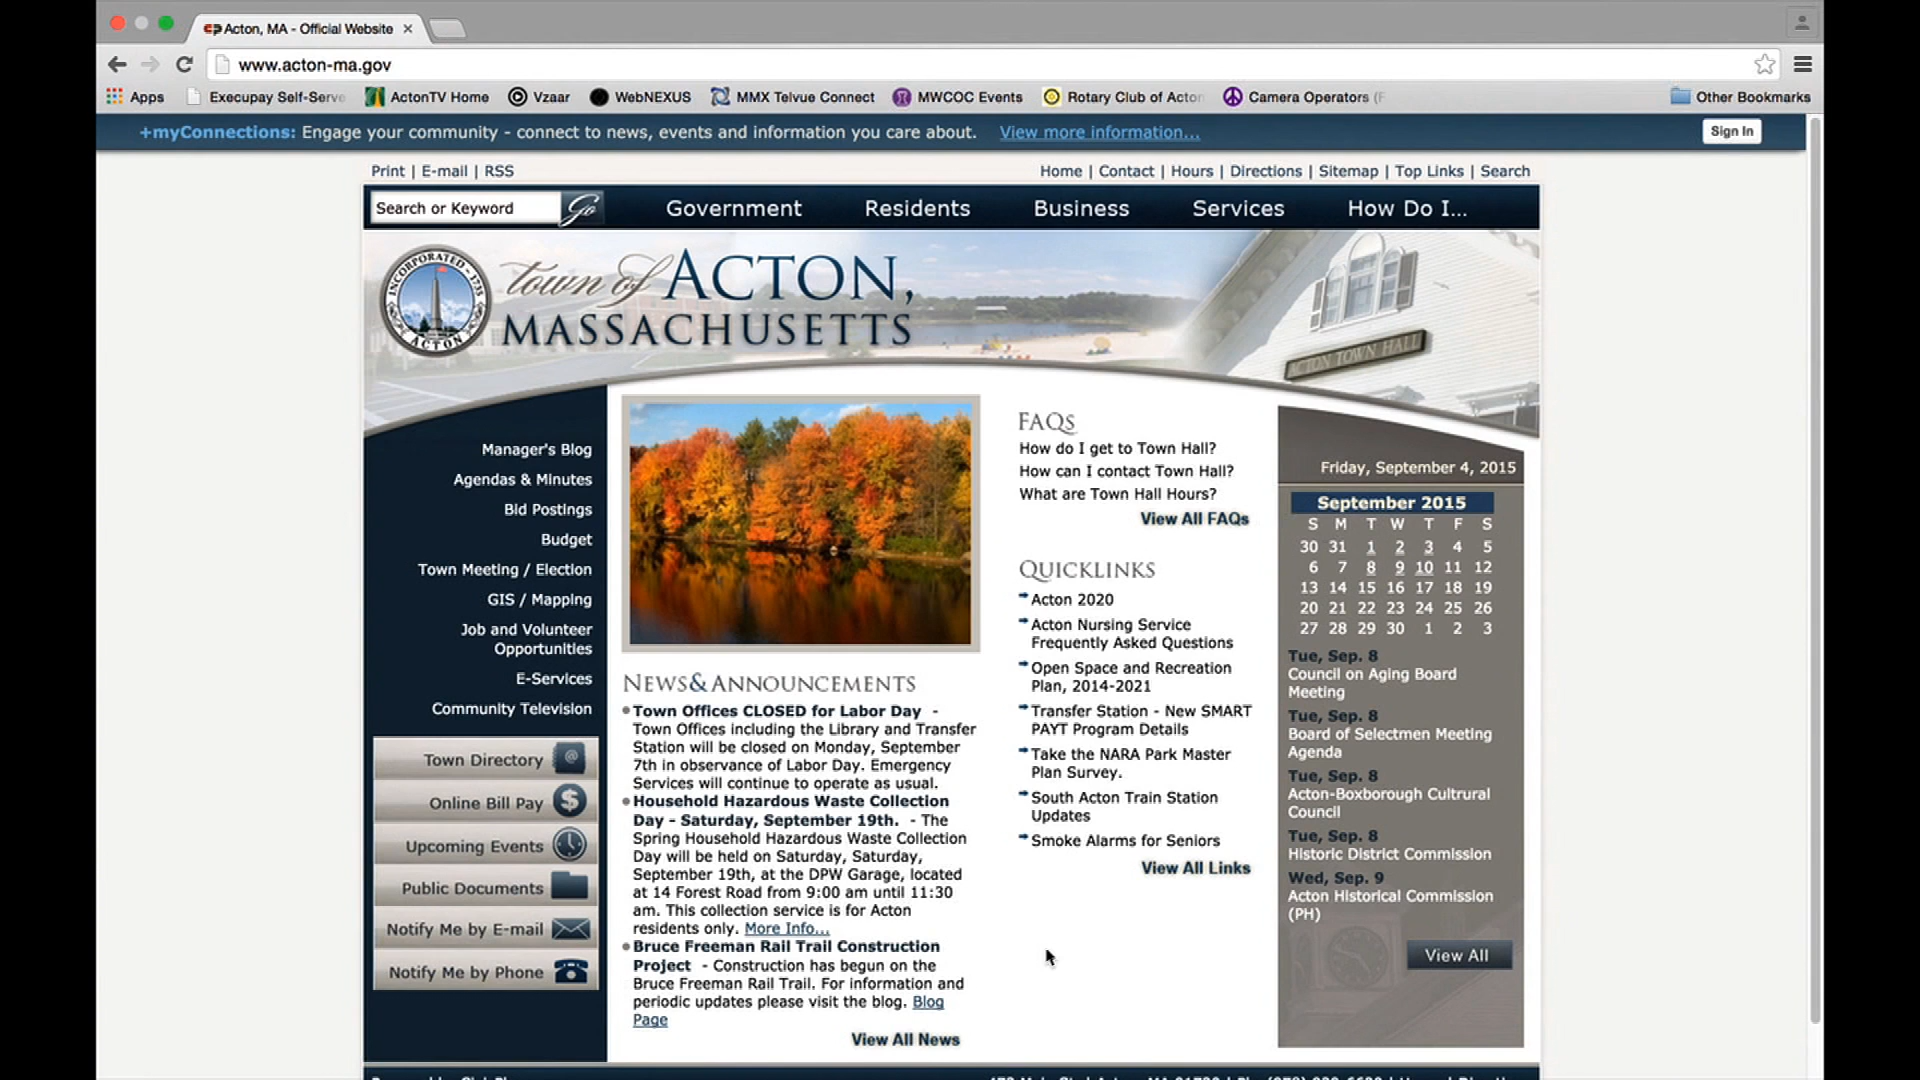 Acton, MA - Official Website
www.acton-ma.gov
Apps Execupay Self-Serve ActonTV Home Vzaar WebNEXUS MMX Telvue Connect MWCOC Events Rotary Club of Acton Camera Operators (F Other Bookmarks
+myConnections: Engage your community - connect to news, events and information you care about. View more information... Sign In
Print | E-mail | RSS
Home | Contact | Hours | Directions | Sitemap | Top Links | Search
Search or Keyword Go Government Residents Business Services How Do I...
INCORPORATED - 1735
ACTON
town of ACTON,
MASSACHUSETTS
ACTON TOWN HALL
Manager's Blog
Agendas & Minutes
Bid Postings
Budget
Town Meeting / Election
GIS / Mapping
Job and Volunteer
Opportunities
E-Services
Community Television
Town Directory
Online Bill Pay
Upcoming Events
Public Documents
Notify Me by E-mail
Notify Me by Phone
NEWS & ANNOUNCEMENTS
Town Offices CLOSED for Labor Day -
Town Offices including the Library and Transfer
Station will be closed on Monday, September
7th in observance of Labor Day. Emergency
Services will continue to operate as usual.
Household Hazardous Waste Collection
Day - Saturday, September 19th. - The
Spring Household Hazardous Waste Collection
Day will be held on Saturday, Saturday,
September 19th, at the DPW Garage, located
at 14 Forest Road from 9:00 am until 11:30
am. This collection service is for Acton
residents only. More Info...
Bruce Freeman Rail Trail Construction
Project - Construction has begun on the
Bruce Freeman Rail Trail. For information and
periodic updates please visit the blog. Blog
Page
View All News
FAQs
How do I get to Town Hall?
How can I contact Town Hall?
What are Town Hall Hours?
View All FAQs
QUICKLINKS
Acton 2020
Acton Nursing Service
Frequently Asked Questions
Open Space and Recreation
Plan, 2014-2021
Transfer Station - New SMART
PAYT Program Details
Take the NARA Park Master
Plan Survey.
South Acton Train Station
Updates
Smoke Alarms for Seniors
View All Links
Friday, September 4, 2015
September 2015
S M T W T F S
30 31 1 2 3 4 5
6 7 8 9 10 11 12
13 14 15 16 17 18 19
20 21 22 23 24 25 26
27 28 29 30 1 2 3
Tue, Sep. 8
Council on Aging Board
Meeting
Tue, Sep. 8
Board of Selectmen Meeting
Agenda
Tue, Sep. 8
Acton-Boxborough Cultrural
Council
Tue, Sep. 8
Historic District Commission
Wed, Sep. 9
Acton Historical Commission
(PH)
View All